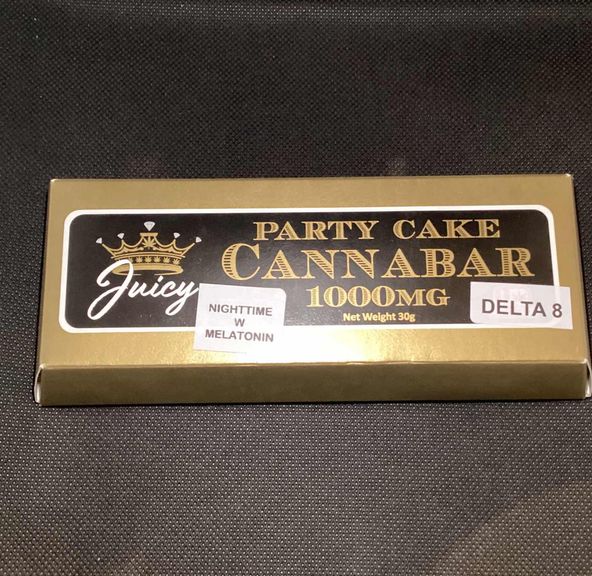 Juicy
PARTY CAKE
CANNABAR
1000MG
Net Weight 30g
NIGHTTIME
W
MELATONIN
DELTA 8